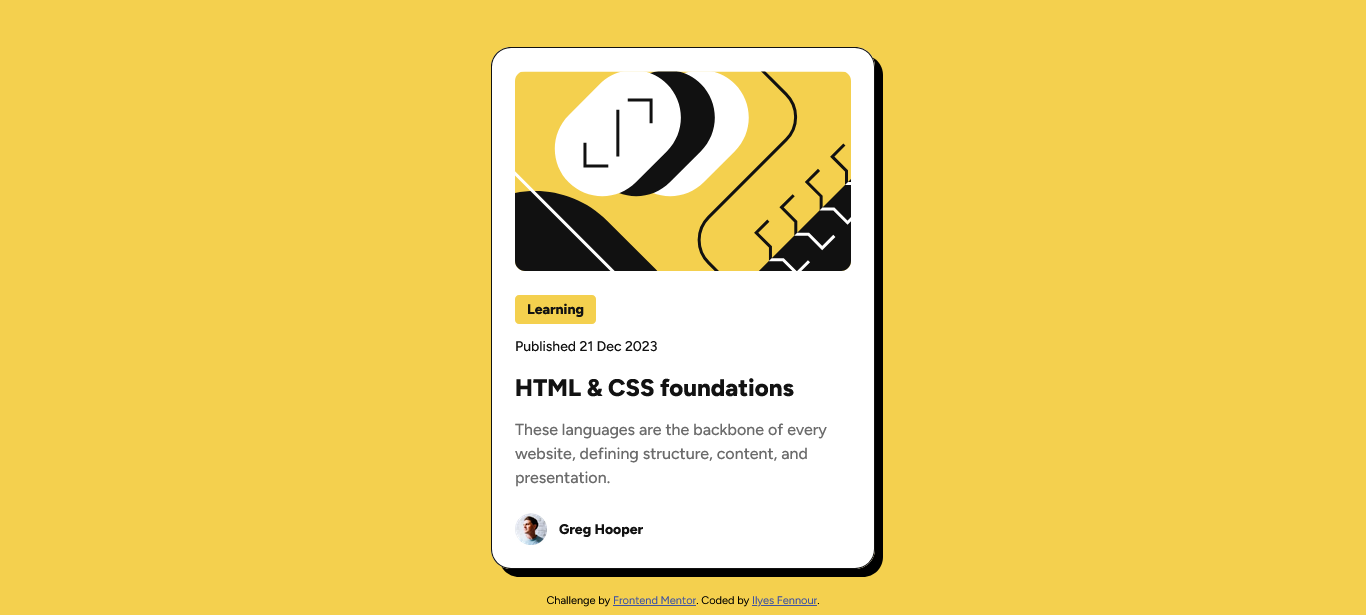 Learning
Published 21 Dec 2023
HTML & CSS foundations
These languages are the backbone of every
website, defining structure, content, and
presentation.
Greg Hooper
Challenge by Frontend Mentor. Coded by Ilyes Fennour.